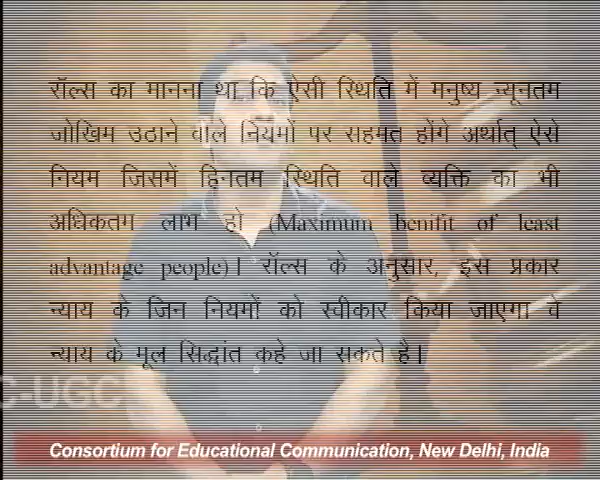 रॉल्स का मानना था कि ऐसी स्थिति में मनुष्य न्यूनतम
जोखिम उठाने वाले नियमों पर सहमत होंगे अर्थात् ऐसे
नियम जिसमें हिनतम स्थिति वाले व्यक्ति का भी
अधिकतम लाभ हो (Maximum benifit of least
advantage people)। रॉल्स के अनुसार, इस प्रकार
न्याय के जिन नियमों को स्वीकार किया जाएगा वे
न्याय के मूल सिद्धांत कहे जा सकते है।
C-UGC
Consortium for Educational Communication, New Delhi, India